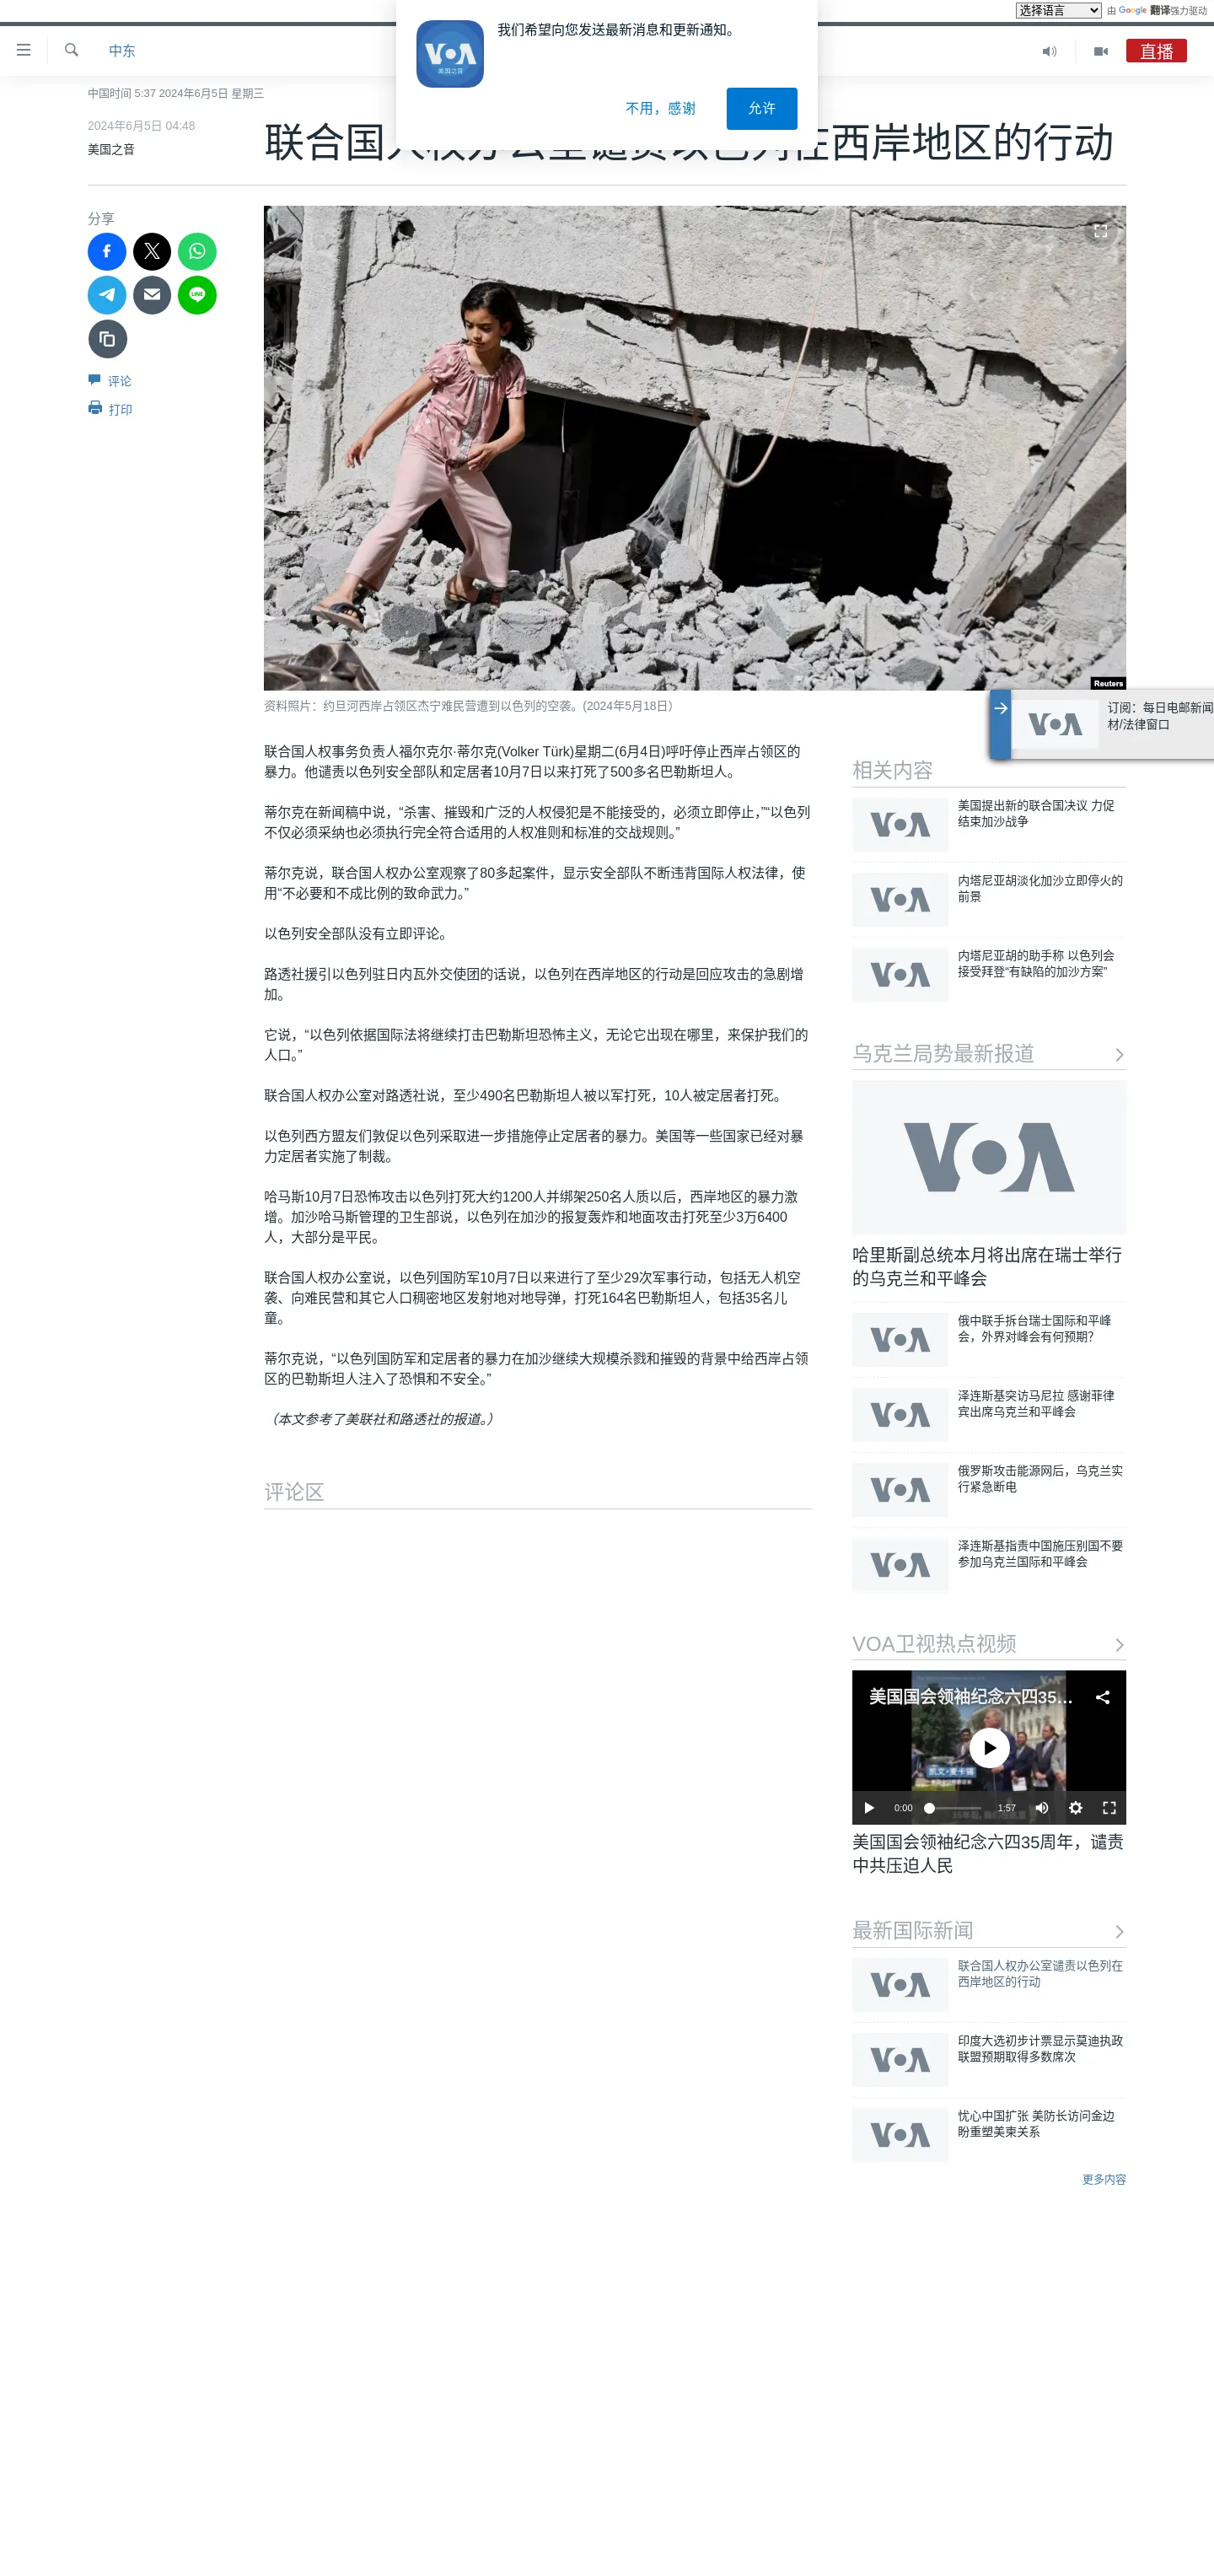 选择语言 由 Google 翻译强力驱动
我们希望向您发送最新消息和更新通知。
VOA
美国之音
不用，感谢
允许
中东
直播
中国时间 5:37 2024年6月5日 星期三
2024年6月5日 04:48
美国之音
联合国人权办公室谴责以色列在西岸地区的行动
分享
LINE
评论
打印
Reuters
资料照片：约旦河西岸占领区杰宁难民营遭到以色列的空袭。(2024年5月18日）
VOA
订阅：每日电邮新闻
材/法律窗口
联合国人权事务负责人福尔克尔·蒂尔克(Volker Türk)星期二(6月4日)呼吁停止西岸占领区的
暴力。他谴责以色列安全部队和定居者10月7日以来打死了500多名巴勒斯坦人。
蒂尔克在新闻稿中说，“杀害、摧毁和广泛的人权侵犯是不能接受的，必须立即停止，”“以色列
不仅必须采纳也必须执行完全符合适用的人权准则和标准的交战规则。”
蒂尔克说，联合国人权办公室观察了80多起案件，显示安全部队不断违背国际人权法律，使
用“不必要和不成比例的致命武力。”
以色列安全部队没有立即评论。
路透社援引以色列驻日内瓦外交使团的话说，以色列在西岸地区的行动是回应攻击的急剧增
加。
它说，“以色列依据国际法将继续打击巴勒斯坦恐怖主义，无论它出现在哪里，来保护我们的
人口。”
联合国人权办公室对路透社说，至少490名巴勒斯坦人被以军打死，10人被定居者打死。
以色列西方盟友们敦促以色列采取进一步措施停止定居者的暴力。美国等一些国家已经对暴
力定居者实施了制裁。
哈马斯10月7日恐怖攻击以色列打死大约1200人并绑架250名人质以后，西岸地区的暴力激
增。加沙哈马斯管理的卫生部说，以色列在加沙的报复轰炸和地面攻击打死至少3万6400
人，大部分是平民。
联合国人权办公室说，以色列国防军10月7日以来进行了至少29次军事行动，包括无人机空
袭、向难民营和其它人口稠密地区发射地对地导弹，打死164名巴勒斯坦人，包括35名儿
童。
蒂尔克说，“以色列国防军和定居者的暴力在加沙继续大规模杀戮和摧毁的背景中给西岸占领
区的巴勒斯坦人注入了恐惧和不安全。”
（本文参考了美联社和路透社的报道。）
评论区
相关内容
VOA
美国提出新的联合国决议 力促
结束加沙战争
VOA
内塔尼亚胡淡化加沙立即停火的
前景
VOA
内塔尼亚胡的助手称 以色列会
接受拜登“有缺陷的加沙方案”
乌克兰局势最新报道
VOA
哈里斯副总统本月将出席在瑞士举行
的乌克兰和平峰会
VOA
俄中联手拆台瑞士国际和平峰
会，外界对峰会有何预期？
VOA
泽连斯基突访马尼拉 感谢菲律
宾出席乌克兰和平峰会
VOA
俄罗斯攻击能源网后，乌克兰实
行紧急断电
VOA
泽连斯基指责中国施压别国不要
参加乌克兰国际和平峰会
VOA卫视热点视频
美国国会领袖纪念六四35...
VOA
凯文·麦卡锡
0:00
1:57
美国国会领袖纪念六四35周年，谴责
中共压迫人民
最新国际新闻
VOA
联合国人权办公室谴责以色列在
西岸地区的行动
VOA
印度大选初步计票显示莫迪执政
联盟预期取得多数席次
VOA
忧心中国扩张 美防长访问金边
盼重塑美柬关系
更多内容